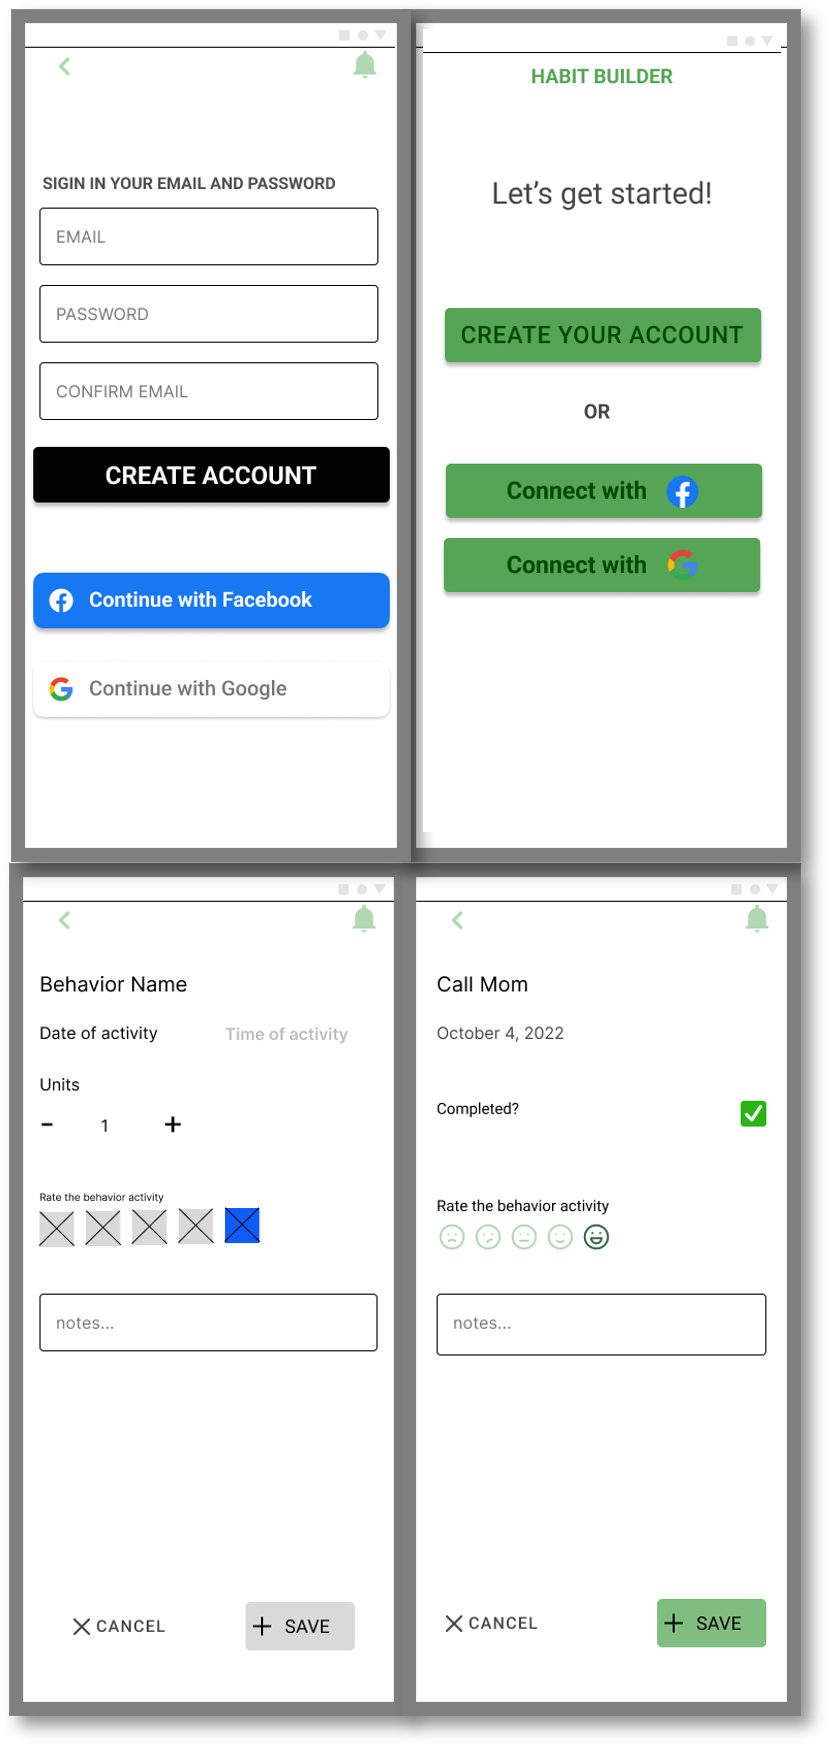 SIGIN IN YOUR EMAIL AND PASSWORD
EMAIL
PASSWORD
CONFIRM EMAIL
CREATE ACCOUNT
Continue with Facebook
Continue with Google
HABIT BUILDER
Let's get started!
CREATE YOUR ACCOUNT
OR
Connect with
Connect with
Behavior Name
Date of activity Time of activity
Units
- 1 +
Rate the behavior activity
notes...
CANCEL + SAVE
Call Mom
October 4, 2022
Completed?
Rate the behavior activity
notes...
CANCEL + SAVE